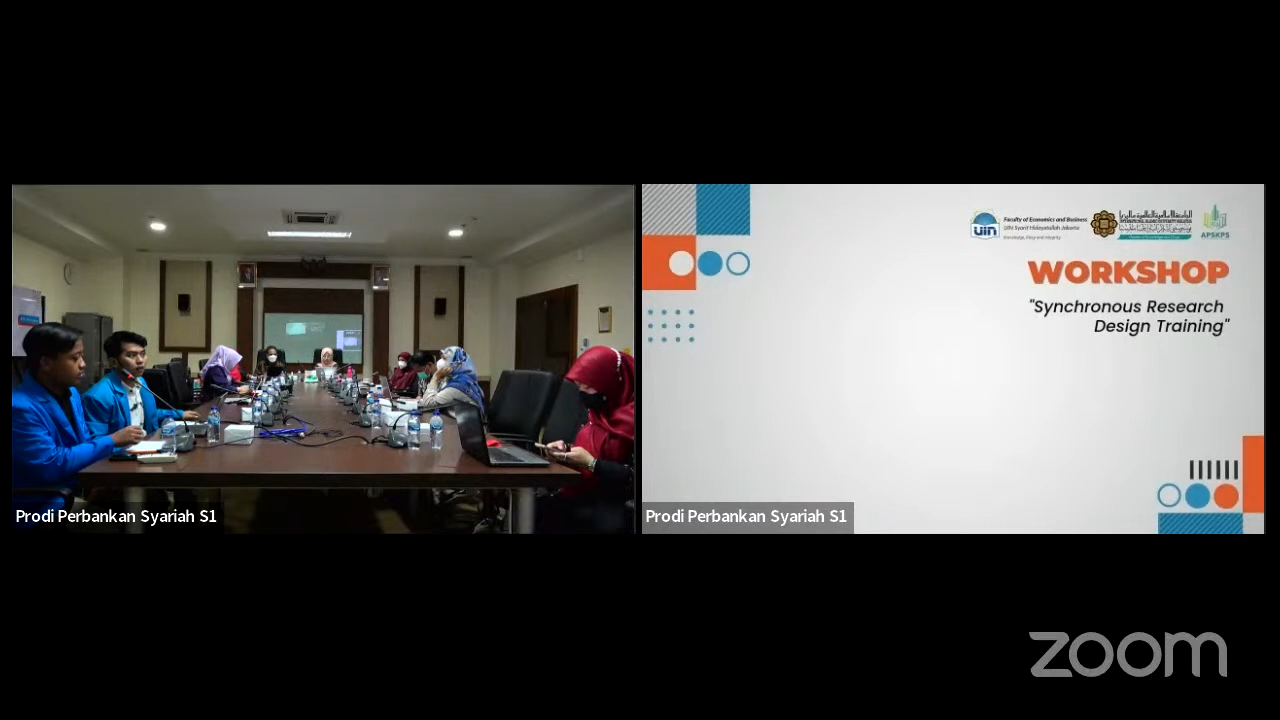 Prodi Perbankan Syariah S1
uin
Faculty of Economics and Business
UIN Syarif Hidayatullah Jakarta
APSKPS
WORKSHOP
"Synchronous Research
Design Training"
Prodi Perbankan Syariah S1
zoom